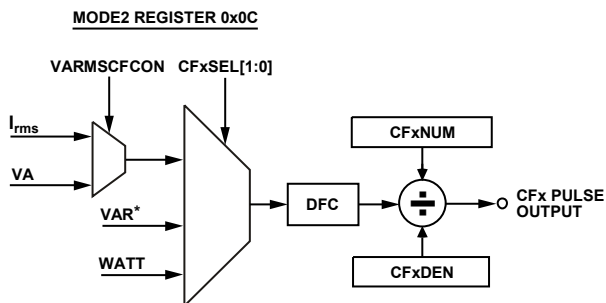 MODE2 REGISTER 0x0C
VARMSCFCON
CFxSEL[1:0]
Irms
VA
VAR*
WATT
DFC
CFxNUM
÷
CFxDEN
CFx PULSE
OUTPUT